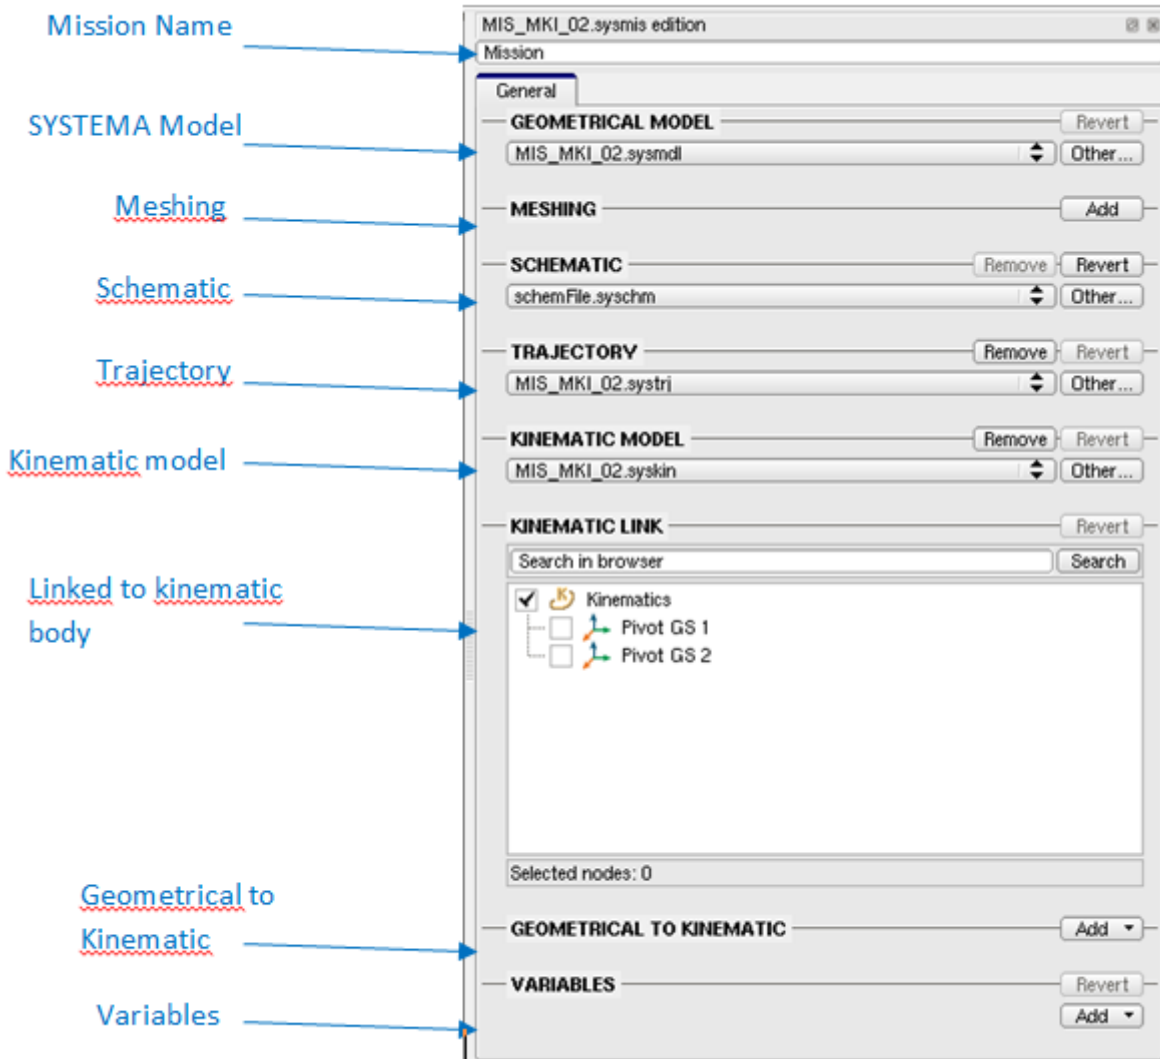 Mission Name
MIS_MKI_02.sysmis edition
Mission
General
SYSTEMA Model
GEOMETRICAL MODEL Revert
MIS_MKI_02.sysmdl Other...
Meshing
MESHING Add
Schematic
SCHEMATIC Remove Revert
schemFile.syschm Other...
Trajectory
TRAJECTORY Remove Revert
MIS_MKI_02.systrj Other...
Kinematic model
KINEMATIC MODEL Remove Revert
MIS_MKI_02.syskin Other...
KINEMATIC LINK Revert
Search in browser Search
Linked to kinematic
body
Kinematics
Pivot GS 1
Pivot GS 2
Selected nodes: 0
Geometrical to
Kinematic
GEOMETRICAL TO KINEMATIC Add
Variables
VARIABLES Revert
Add